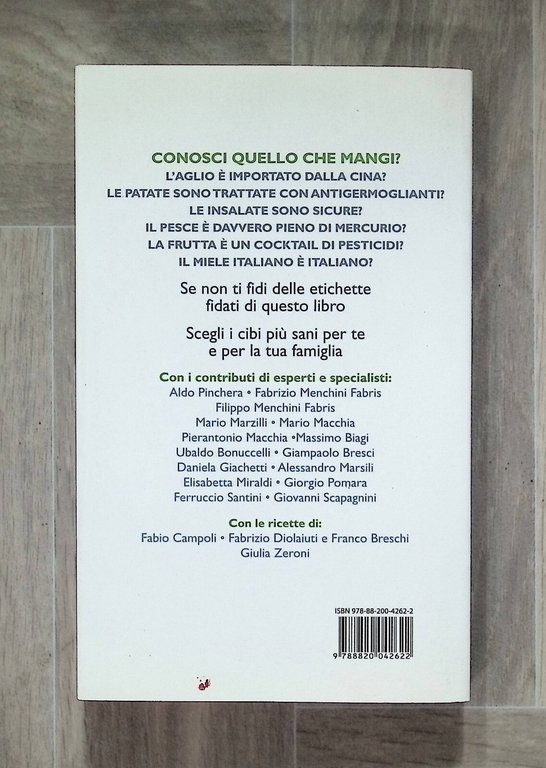 CONOSCI QUELLO CHE MANGI?
L'AGLIO È IMPORTATO DALLA CINA?
LE PATATE SONO TRATTATE CON ANTIGERMOGLIANTI?
LE INSALATE SONO SICURE?
IL PESCE È DAVVERO PIENO DI MERCURIO?
LA FRUTTA È UN COCKTAIL DI PESTICIDI?
IL MIELE ITALIANO È ITALIANO?
Se non ti fidi delle etichette
fidati di questo libro
Scegli i cibi più sani per te
e per la tua famiglia
Con i contributi di esperti e specialisti:
Aldo Pinchera • Fabrizio Menchini Fabris
Filippo Menchini Fabris
Mario Marzilli • Mario Macchia
Pierantonio Macchia •Massimo Biagi
Ubaldo Bonuccelli • Giampaolo Bresci
Daniela Giachetti • Alessandro Marsili
Elisabetta Miraldi • Giorgio Pomara
Ferruccio Santini • Giovanni Scapagnini
Con le ricette di:
Fabio Campoli • Fabrizio Diolaiuti e Franco Breschi
Giulia Zeroni
ISBN 978-88-200-4262-2
9 788820 042622